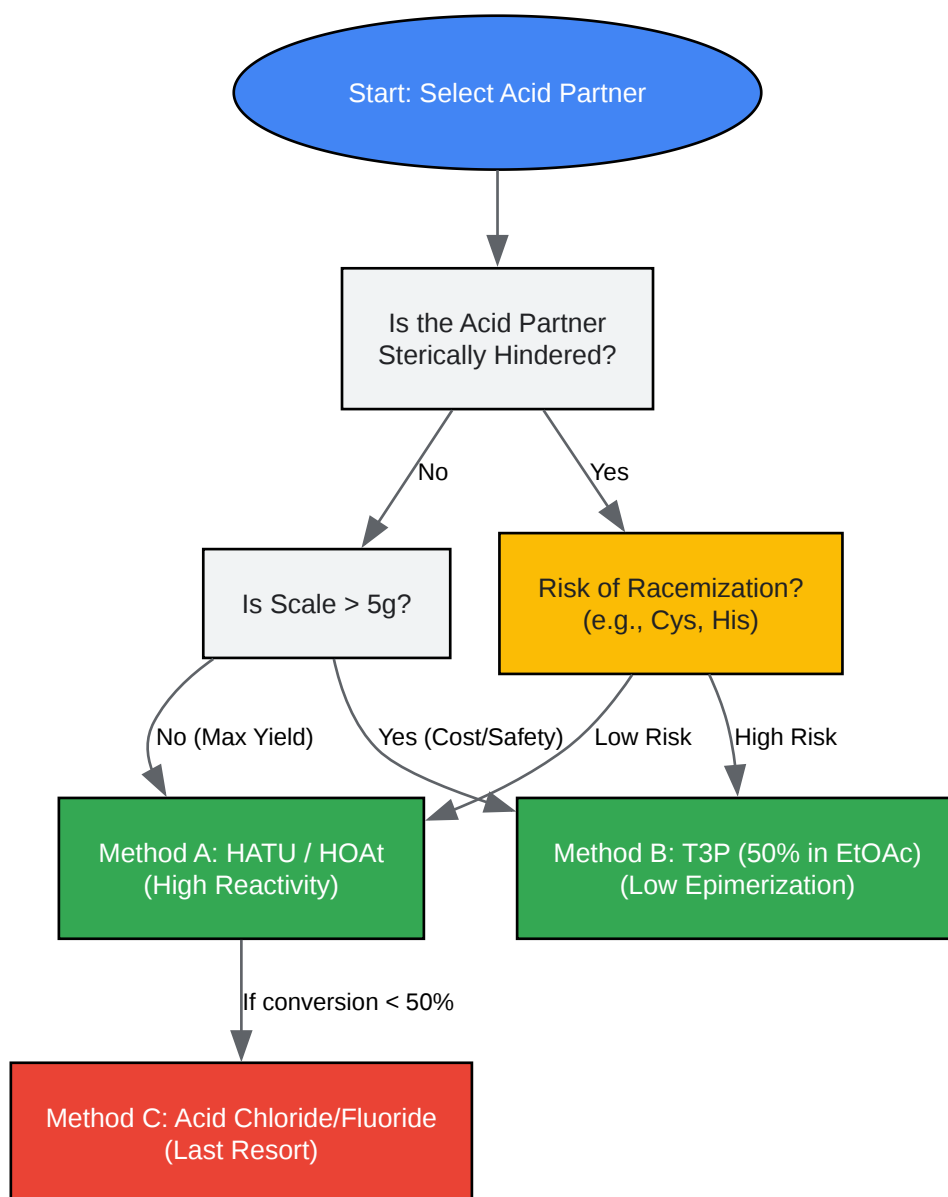 Start: Select Acid Partner
Is the Acid Partner
Sterically Hindered?
No
Yes
Is Scale > 5g?
Risk of Racemization?
(e.g., Cys, His)
No (Max Yield)
Yes (Cost/Safety)
Low Risk
High Risk
Method A: HATU / HOAt
(High Reactivity)
Method B: T3P (50% in EtOAc)
(Low Epimerization)
If conversion < 50%
Method C: Acid Chloride/Fluoride
(Last Resort)